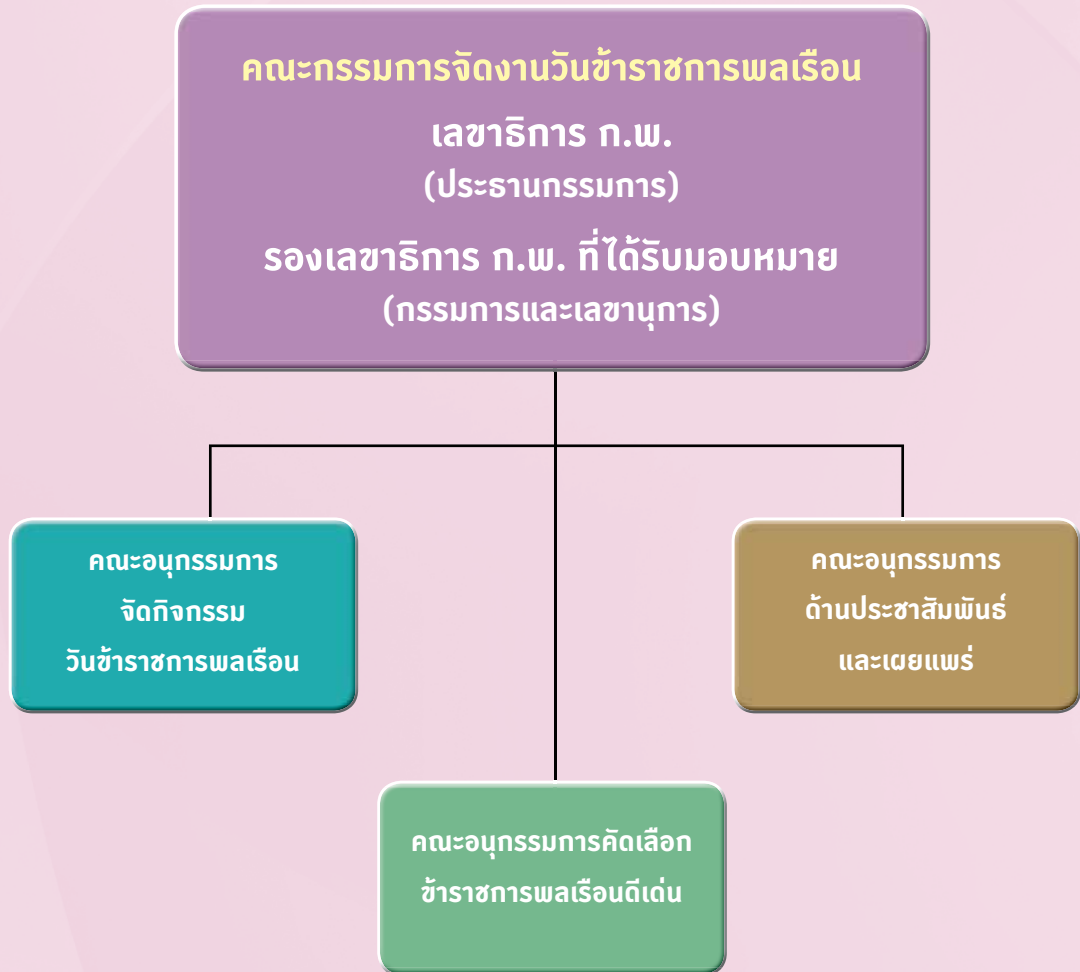 คณะกรรมการจัดงานวันข้าราชการพลเรือน
เลขาธิการ ก.พ.
(ประธานกรรมการ)
รองเลขาธิการ ก.พ. ที่ได้รับมอบหมาย
(กรรมการและเลขานุการ)
คณะอนุกรรมการ
จัดกิจกรรม
วันข้าราชการพลเรือน
คณะอนุกรรมการ
ด้านประชาสัมพันธ์
และเผยแพร่
คณะอนุกรรมการคัดเลือก
ข้าราชการพลเรือนดีเด่น